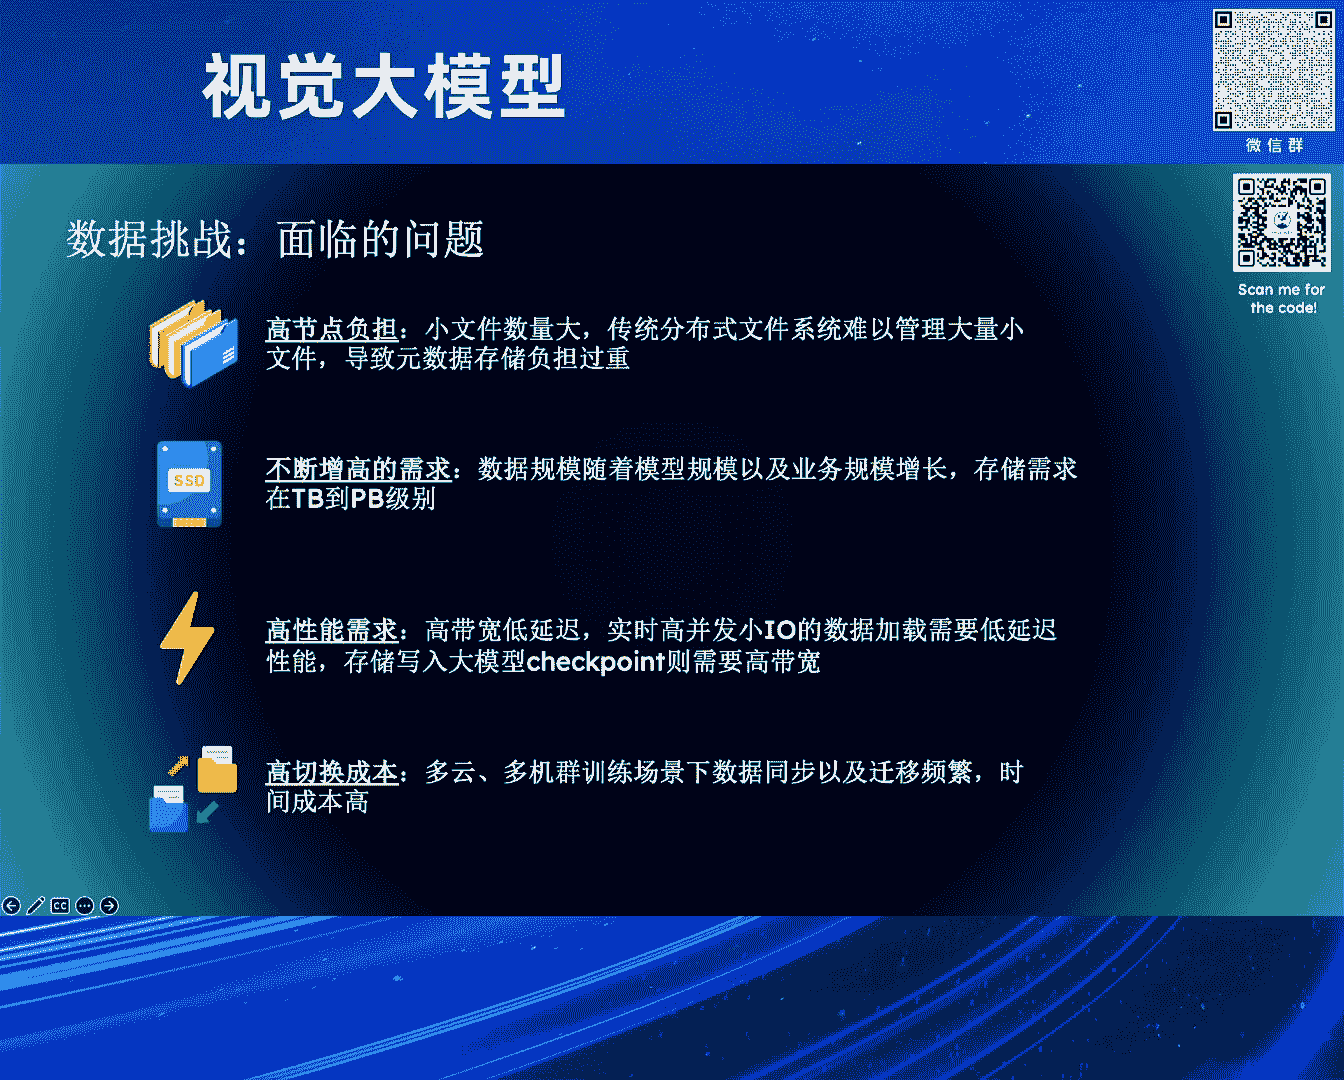 视觉大模型
微信群
数据挑战：面临的问题
Scan me for
the code!
高节点负担：小文件数量大，传统分布式文件系统难以管理大量小
文件，导致元数据存储负担过重
SSD
不断增高的需求：数据规模随着模型规模以及业务规模增长，存储需求
在TB到PB级别
高性能需求：高带宽低延迟，实时高并发小IO的数据加载需要低延迟
性能，存储写入大模型checkpoint则需要高带宽
高切换成本：多云、多机群训练场景下数据同步以及迁移频繁，时
间成本高
CC